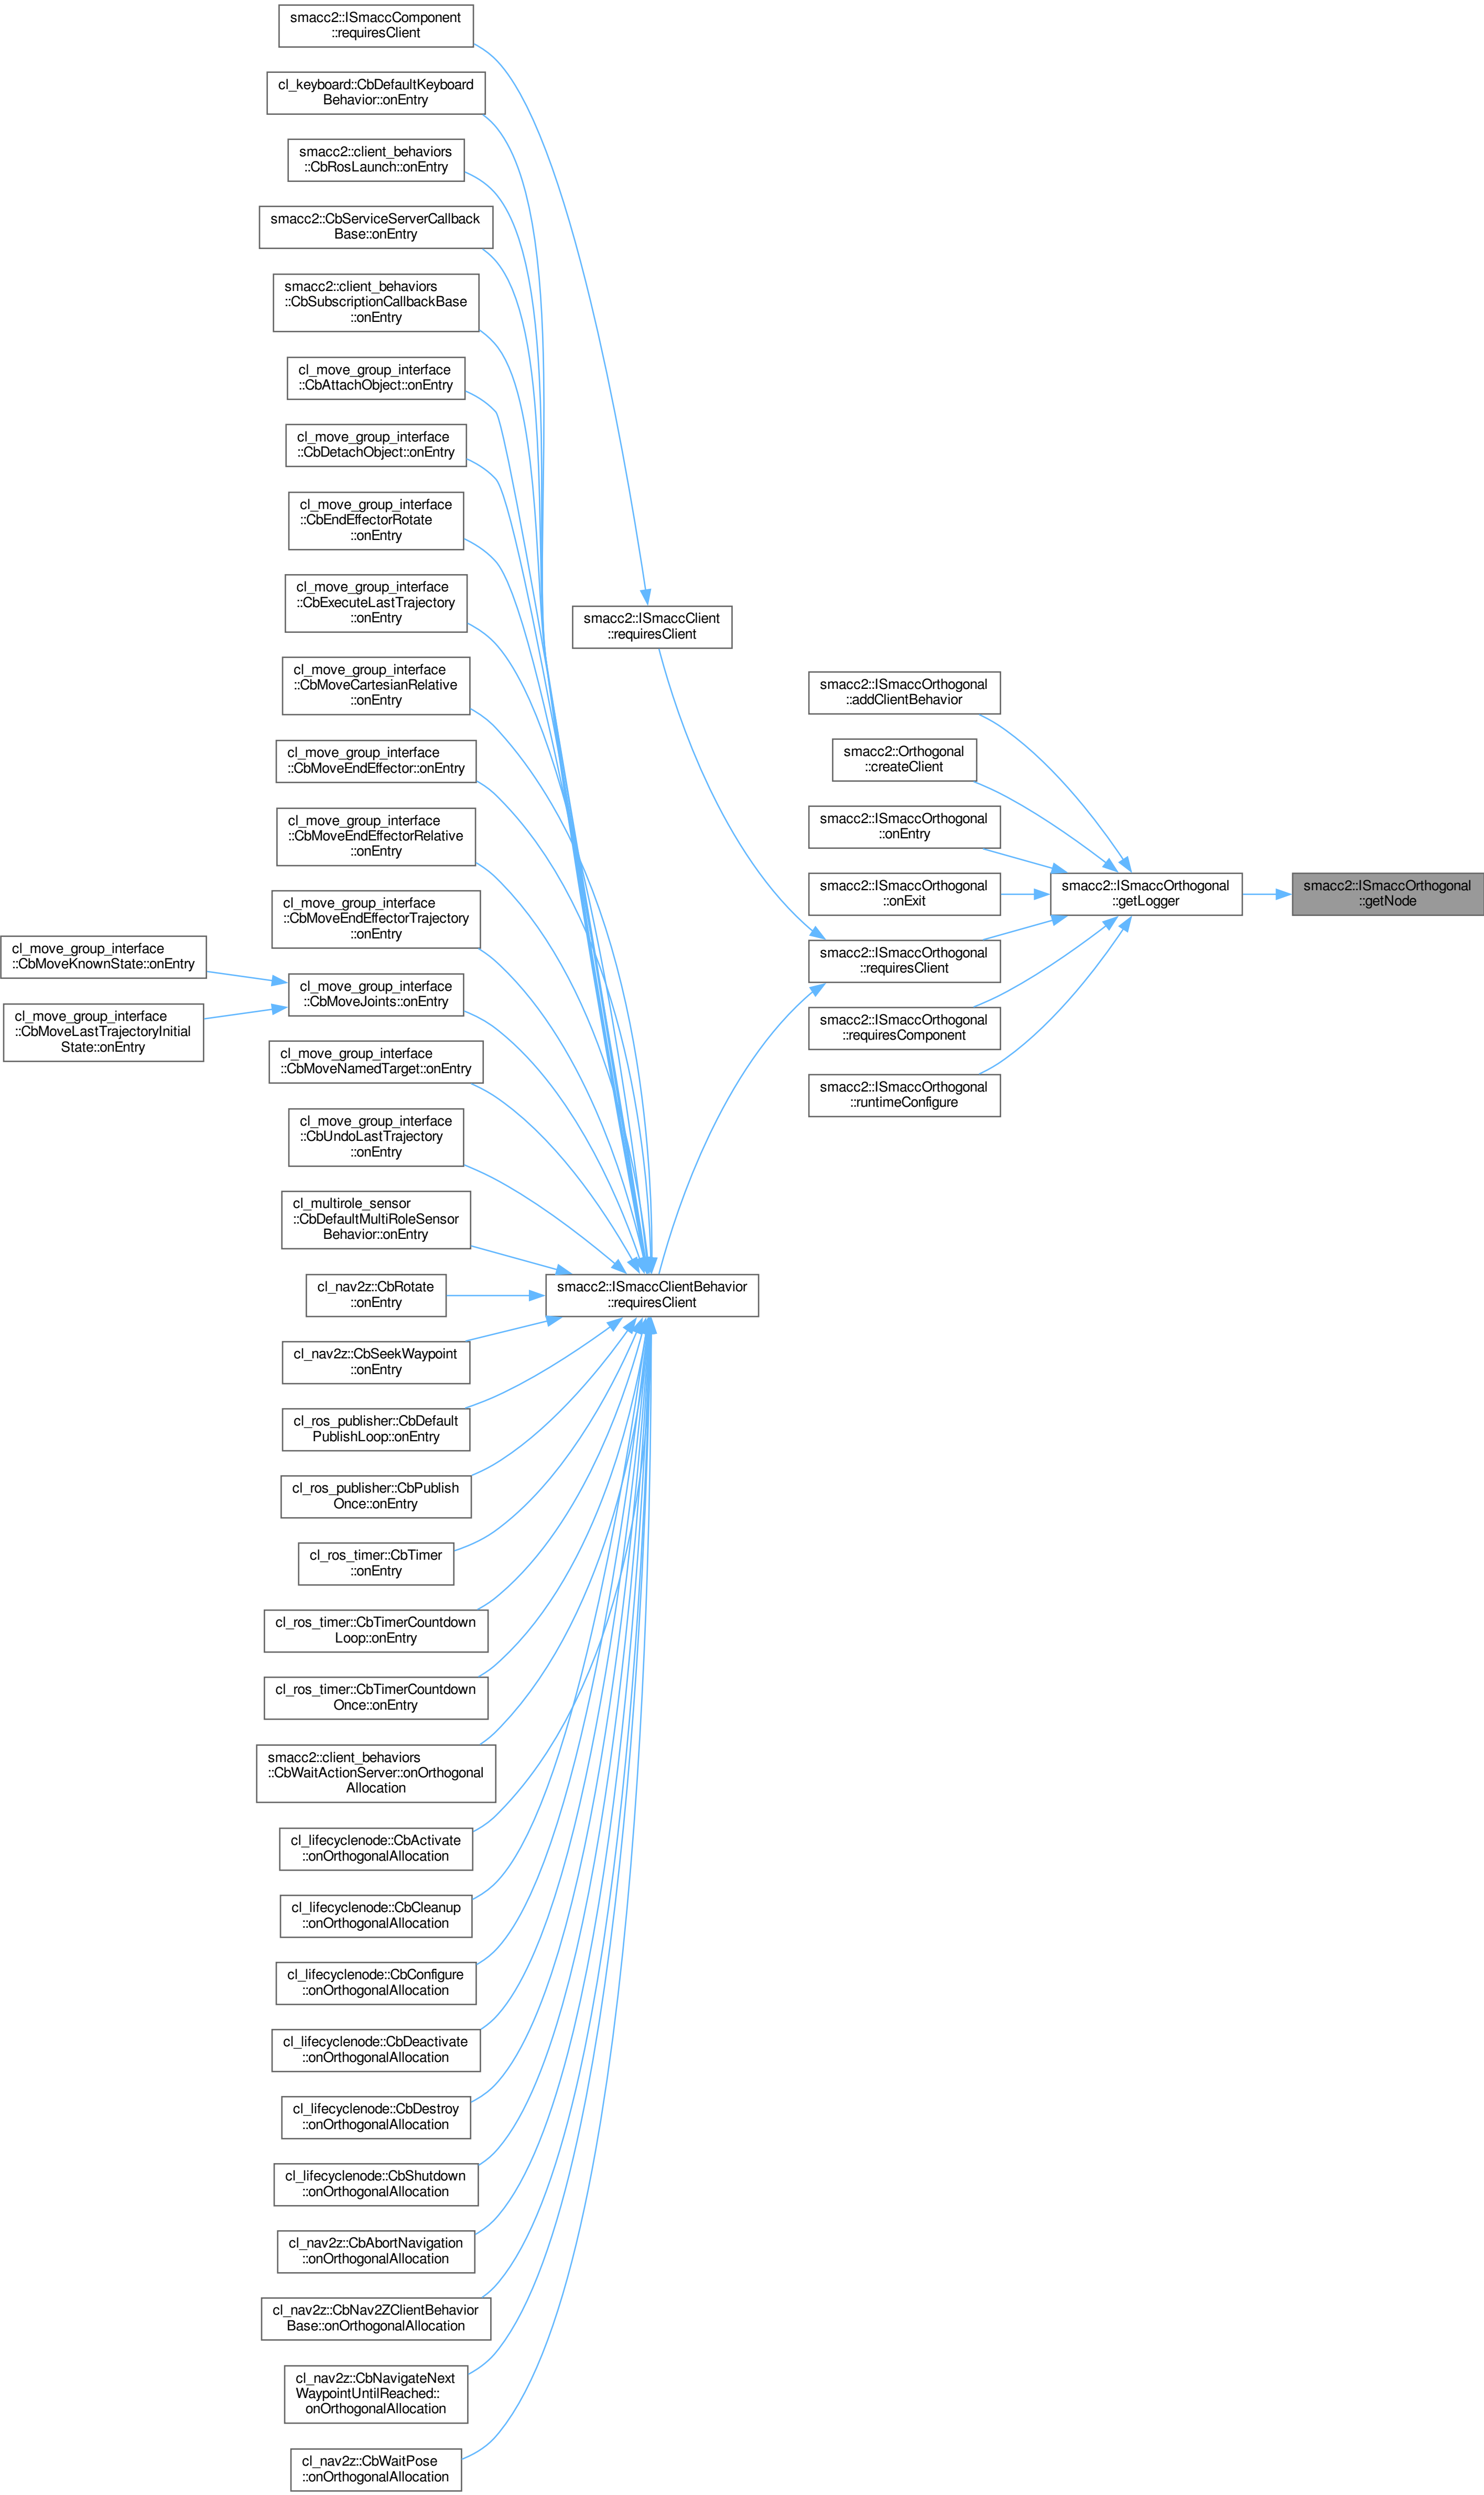 smacc2::ISmaccComponent
::requiresClient
cl_keyboard::CbDefaultKeyboard
Behavior::onEntry
smacc2::client_behaviors
::CbRosLaunch::onEntry
smacc2::CbServiceServerCallback
Base::onEntry
smacc2::client_behaviors
::CbSubscriptionCallbackBase
::onEntry
cl_move_group_interface
::CbAttachObject::onEntry
cl_move_group_interface
::CbDetachObject::onEntry
cl_move_group_interface
::CbEndEffectorRotate
::onEntry
cl_move_group_interface
::CbExecuteLastTrajectory
::onEntry
cl_move_group_interface
::CbMoveCartesianRelative
::onEntry
cl_move_group_interface
::CbMoveEndEffector::onEntry
cl_move_group_interface
::CbMoveEndEffectorRelative
::onEntry
cl_move_group_interface
::CbMoveEndEffectorTrajectory
::onEntry
cl_move_group_interface
::CbMoveKnownState::onEntry
cl_move_group_interface
::CbMoveLastTrajectoryInitial
State::onEntry
cl_move_group_interface
::CbMoveJoints::onEntry
cl_move_group_interface
::CbMoveNamedTarget::onEntry
cl_move_group_interface
::CbUndoLastTrajectory
::onEntry
cl_multirole_sensor
::CbDefaultMultiRoleSensor
Behavior::onEntry
cl_nav2z::CbRotate
::onEntry
cl_nav2z::CbSeekWaypoint
::onEntry
cl_ros_publisher::CbDefault
PublishLoop::onEntry
cl_ros_publisher::CbPublish
Once::onEntry
cl_ros_timer::CbTimer
::onEntry
cl_ros_timer::CbTimerCountdown
Loop::onEntry
cl_ros_timer::CbTimerCountdown
Once::onEntry
smacc2::client_behaviors
::CbWaitActionServer::onOrthogonal
Allocation
cl_lifecyclenode::CbActivate
::onOrthogonalAllocation
cl_lifecyclenode::CbCleanup
::onOrthogonalAllocation
cl_lifecyclenode::CbConfigure
::onOrthogonalAllocation
cl_lifecyclenode::CbDeactivate
::onOrthogonalAllocation
cl_lifecyclenode::CbDestroy
::onOrthogonalAllocation
cl_lifecyclenode::CbShutdown
::onOrthogonalAllocation
cl_nav2z::CbAbortNavigation
::onOrthogonalAllocation
cl_nav2z::CbNav2ZClientBehavior
Base::onOrthogonalAllocation
cl_nav2z::CbNavigateNext
WaypointUntilReached::
onOrthogonalAllocation
cl_nav2z::CbWaitPose
::onOrthogonalAllocation
smacc2::ISmaccClient
::requiresClient
smacc2::ISmaccClientBehavior
::requiresClient
smacc2::ISmaccOrthogonal
::addClientBehavior
smacc2::Orthogonal
::createClient
smacc2::ISmaccOrthogonal
::onEntry
smacc2::ISmaccOrthogonal
::onExit
smacc2::ISmaccOrthogonal
::requiresClient
smacc2::ISmaccOrthogonal
::requiresComponent
smacc2::ISmaccOrthogonal
::runtimeConfigure
smacc2::ISmaccOrthogonal
::getLogger
smacc2::ISmaccOrthogonal
::getNode